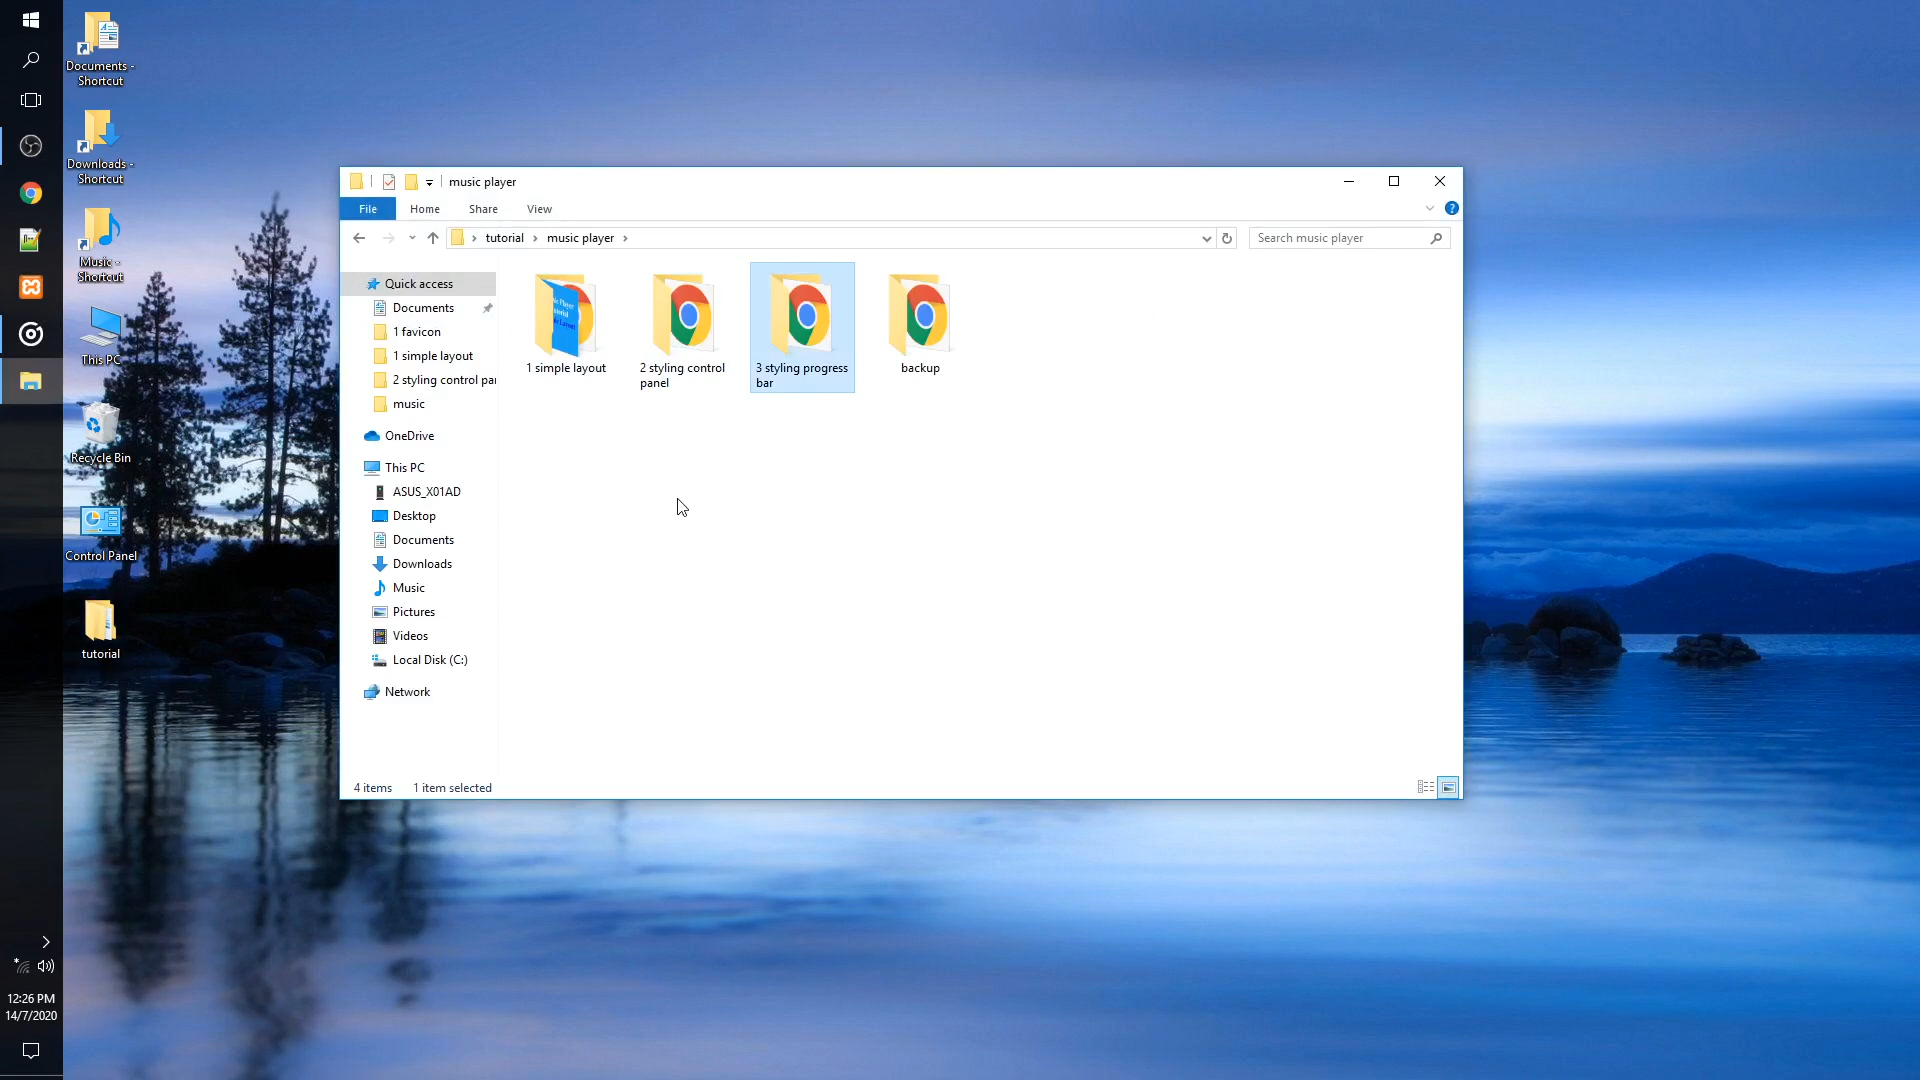 Documents -
Shortcut
Downloads -
Shortcut
Music -
Shortcut
This PC
Recycle Bin
Control Panel
tutorial
music player
File
Home
Share
View
tutorial
music player
Search music player
Quick access
Documents
1 favicon
1 simple layout
2 styling control par
music
OneDrive
This PC
ASUS_X01AD
Desktop
Documents
Downloads
Music
Pictures
Videos
Local Disk (C:)
Network
1 simple layout
2 styling control
panel
3 styling progress
bar
backup
4 items
1 item selected
12:26 PM
14/7/2020